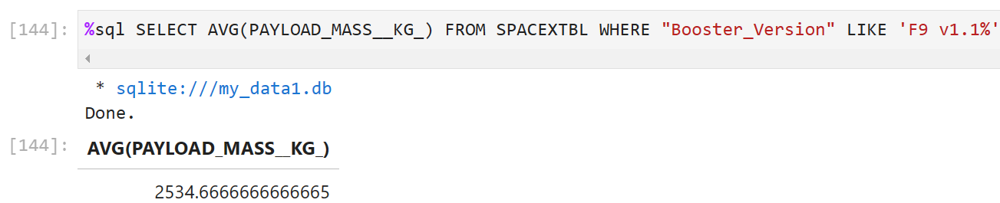 [144]: %sql SELECT AVG(PAYLOAD_MASS__KG_) FROM SPACEXTBL WHERE "Booster_Version" LIKE 'F9 v1.1%'
* sqlite:///my_data1.db
Done.
[144]: AVG(PAYLOAD_MASS__KG_)
2534.6666666666665